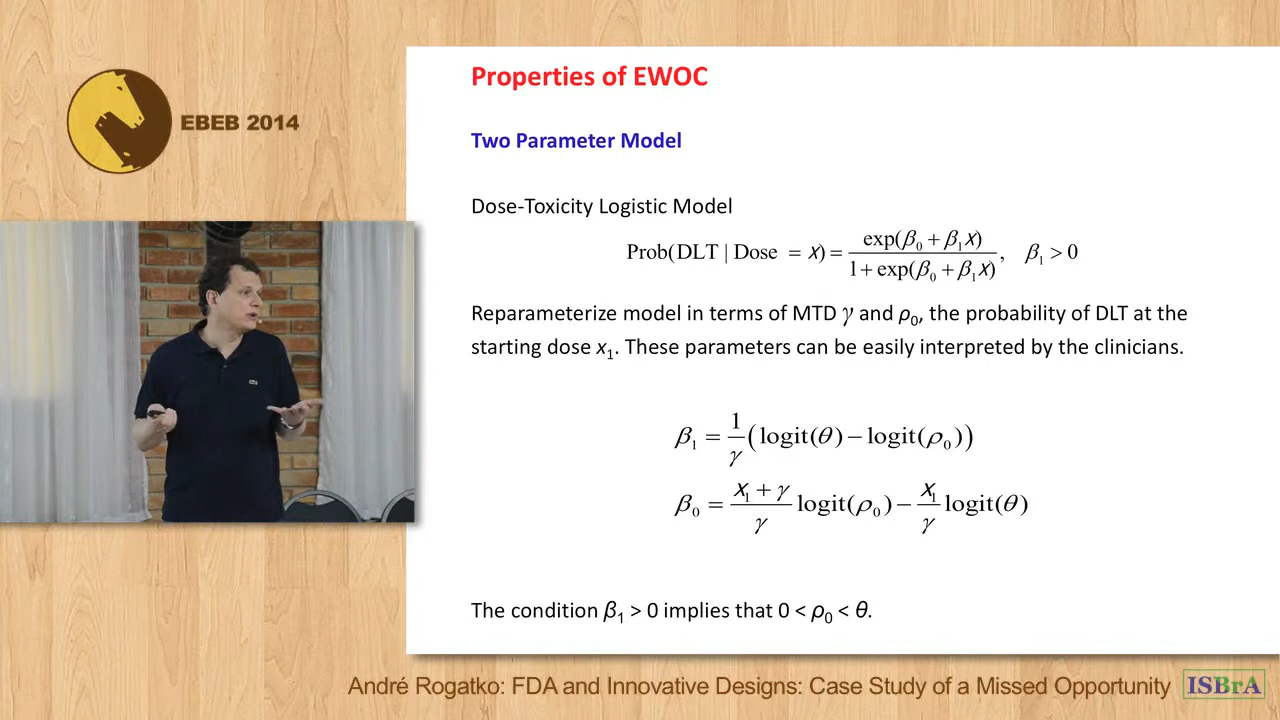 EBEB 2014
Properties of EWOC
Two Parameter Model
Dose-Toxicity Logistic Model
Prob(DLT | Dose = x) = exp(β₀ + β₁x) / 1 + exp(β₀ + β₁x), β₁ > 0
Reparameterize model in terms of MTD γ and ρ₀, the probability of DLT at the
starting dose x₁. These parameters can be easily interpreted by the clinicians.
β₁ = 1/γ (logit(θ) − logit(ρ₀))
β₀ = x₁ + γ / γ logit(ρ₀) − x₁/γ logit(θ)
The condition β₁ > 0 implies that 0 < ρ₀ < θ.
André Rogatko: FDA and Innovative Designs: Case Study of a Missed Opportunity
ISBrA